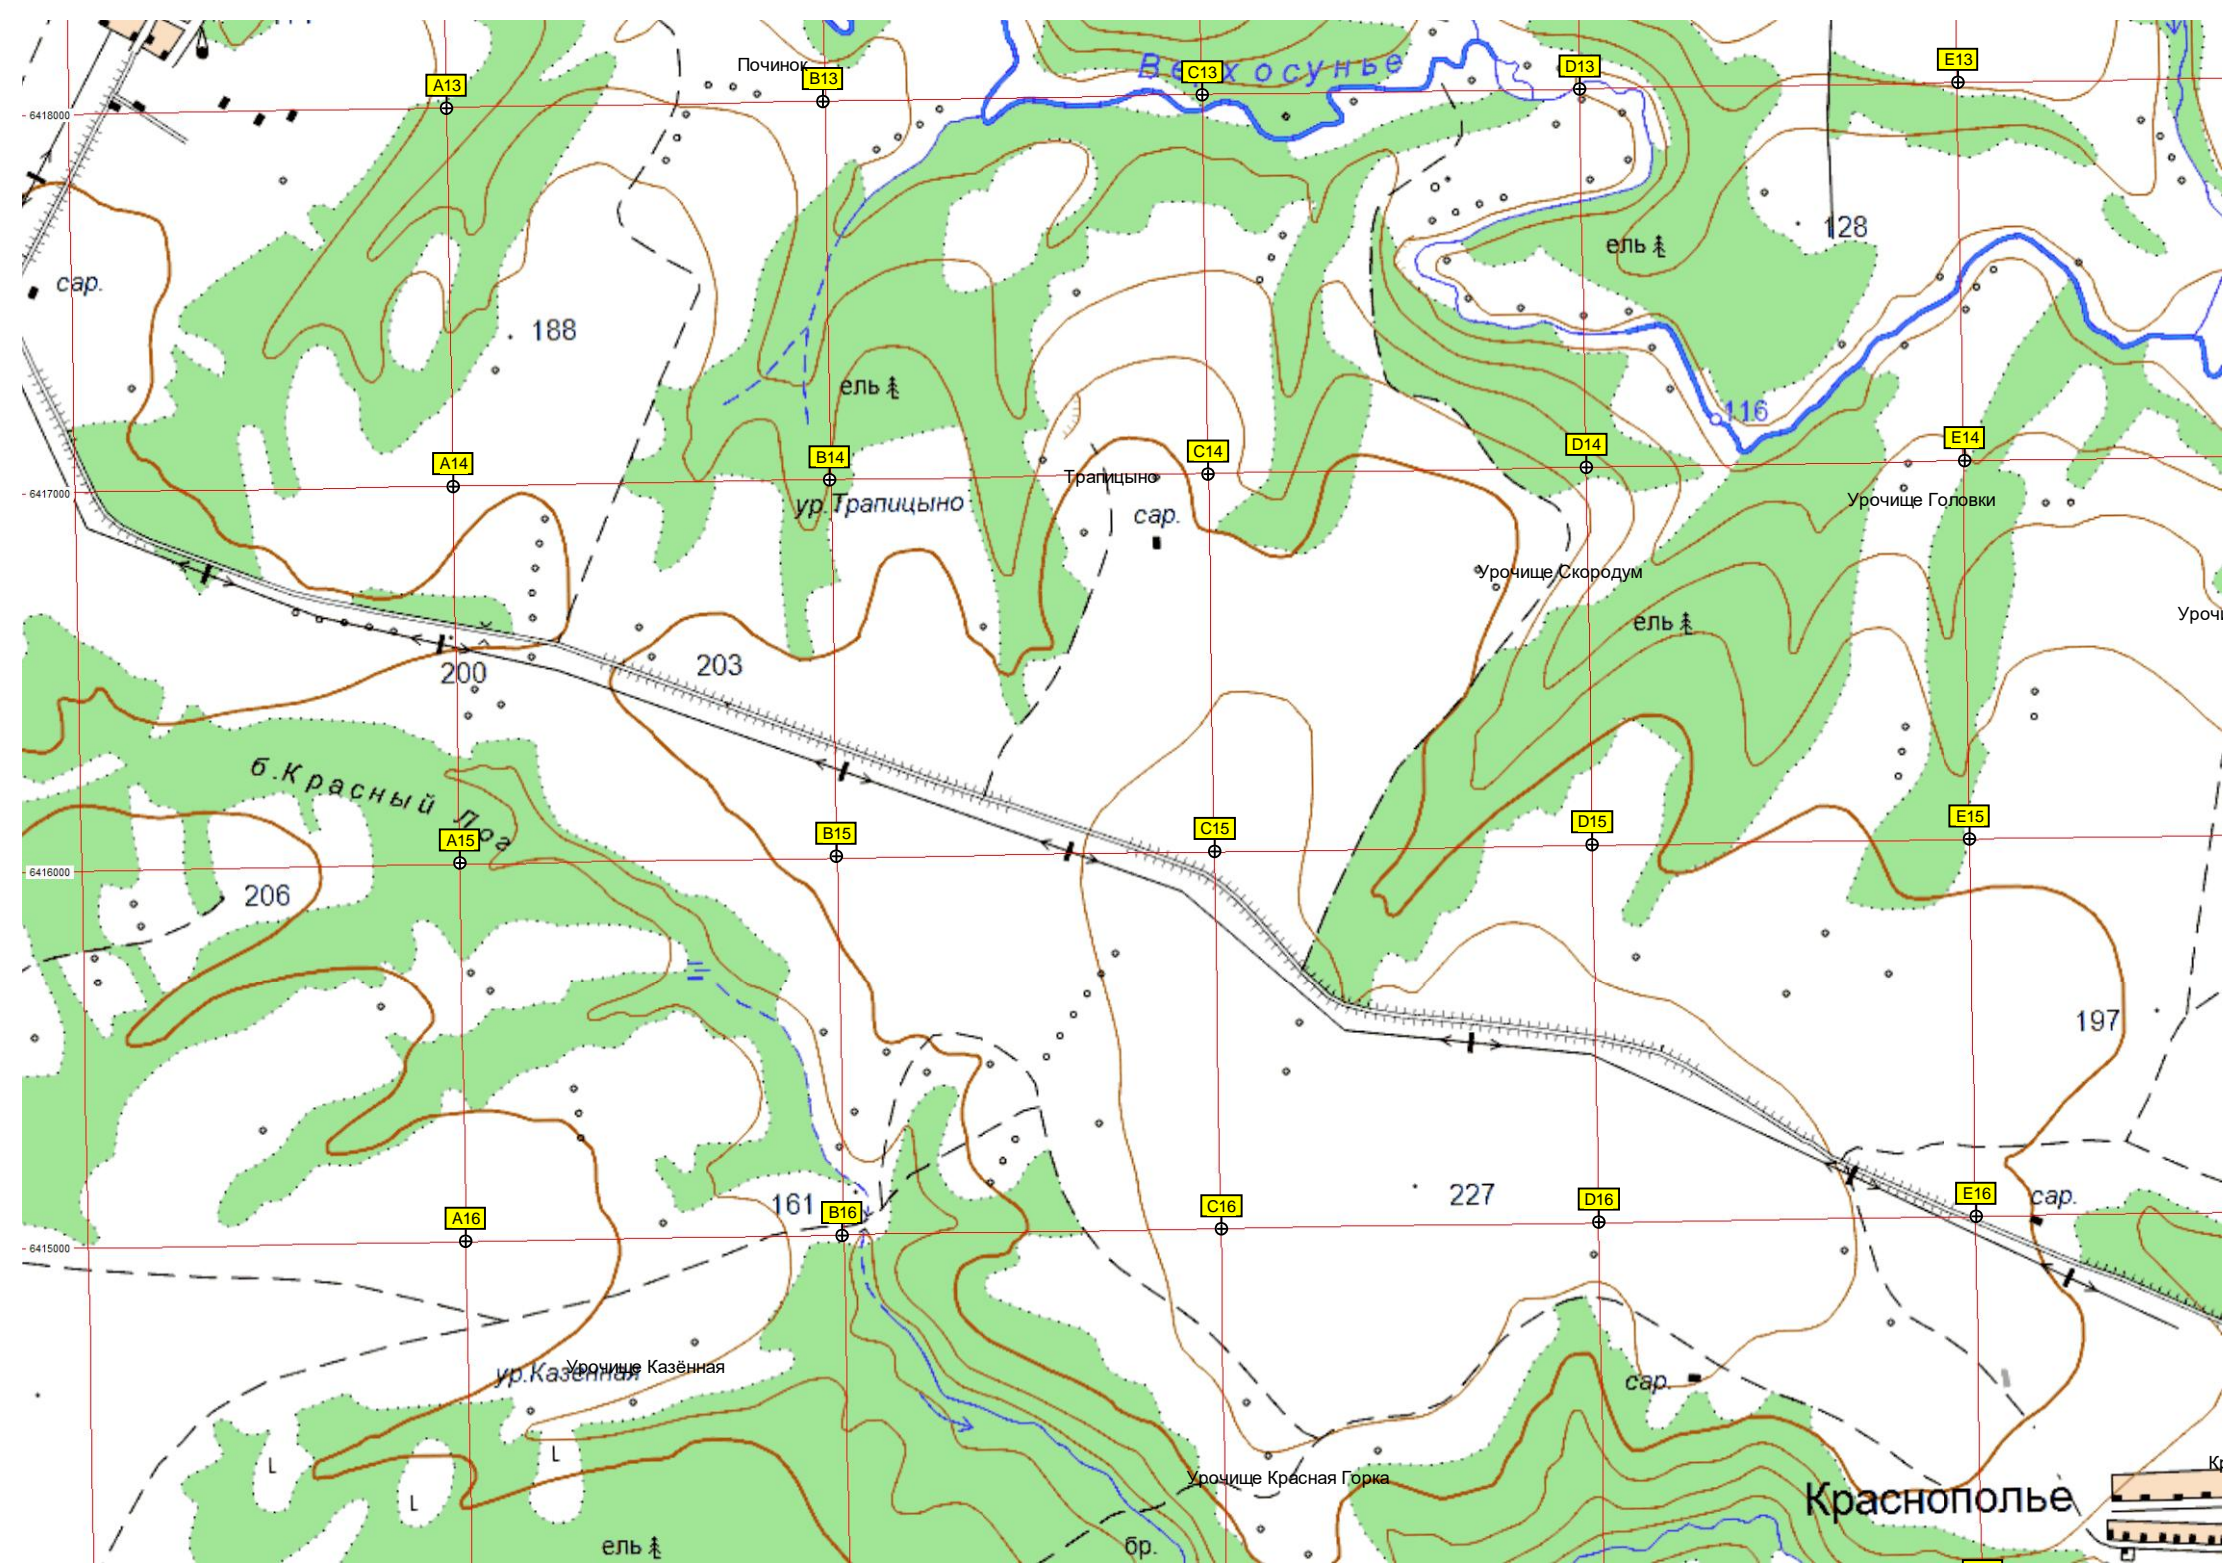 Починок
Верхосунье
A13
B13
C13
D13
E13
6418000
128
ель
сар.
188
ель
116
A14
B14
C14
D14
E14
6417000
Трапицыно
ур.Трапицыно
сар.
Урочище Головки
Урочище Скородум
Уроч
ель
200
203
б.Красный Лог
A15
B15
C15
D15
E15
6416000
206
197
161
227
сар.
A16
B16
C16
D16
E16
6415000
ур.Казённая
Урочище Казённая
сар.
Урочище Красная Горка
Кр
Краснополье
ель
бр.